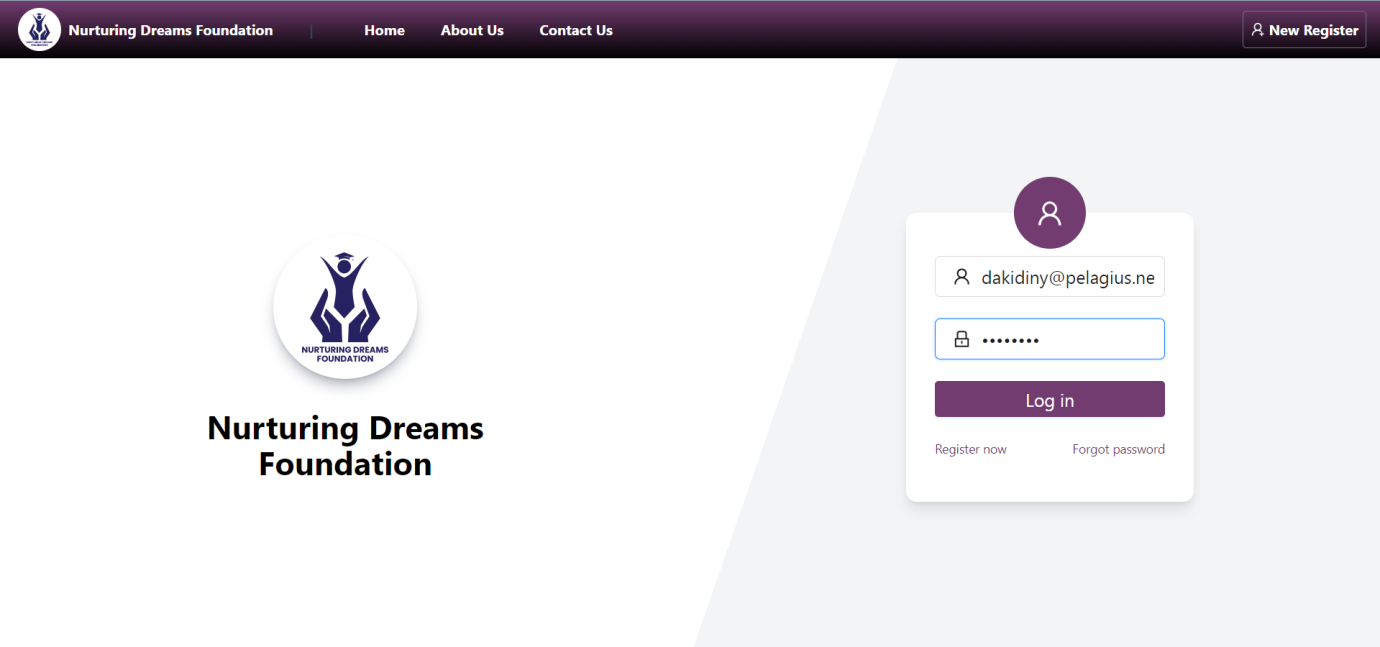 Nurturing Dreams Foundation | Home About Us Contact Us New Register
NURTURING DREAMS
FOUNDATION
Nurturing Dreams
Foundation
dakidiny@pelagius.ne
••••••••
Log in
Register now Forgot password